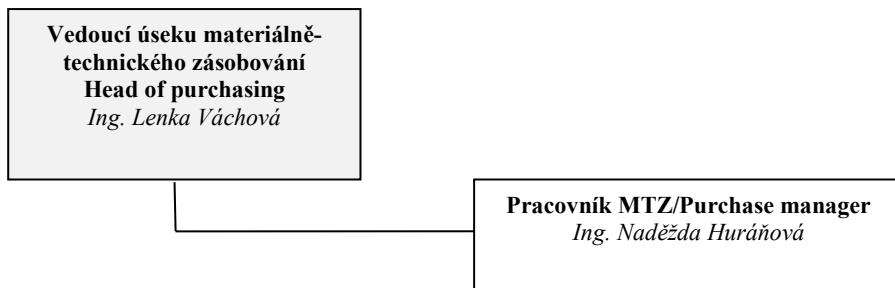 Vedoucí úseku materiálně-
technického zásobování
Head of purchasing
Ing. Lenka Váchová
Pracovník MTZ/Purchase manager
Ing. Naděžda Huráňová